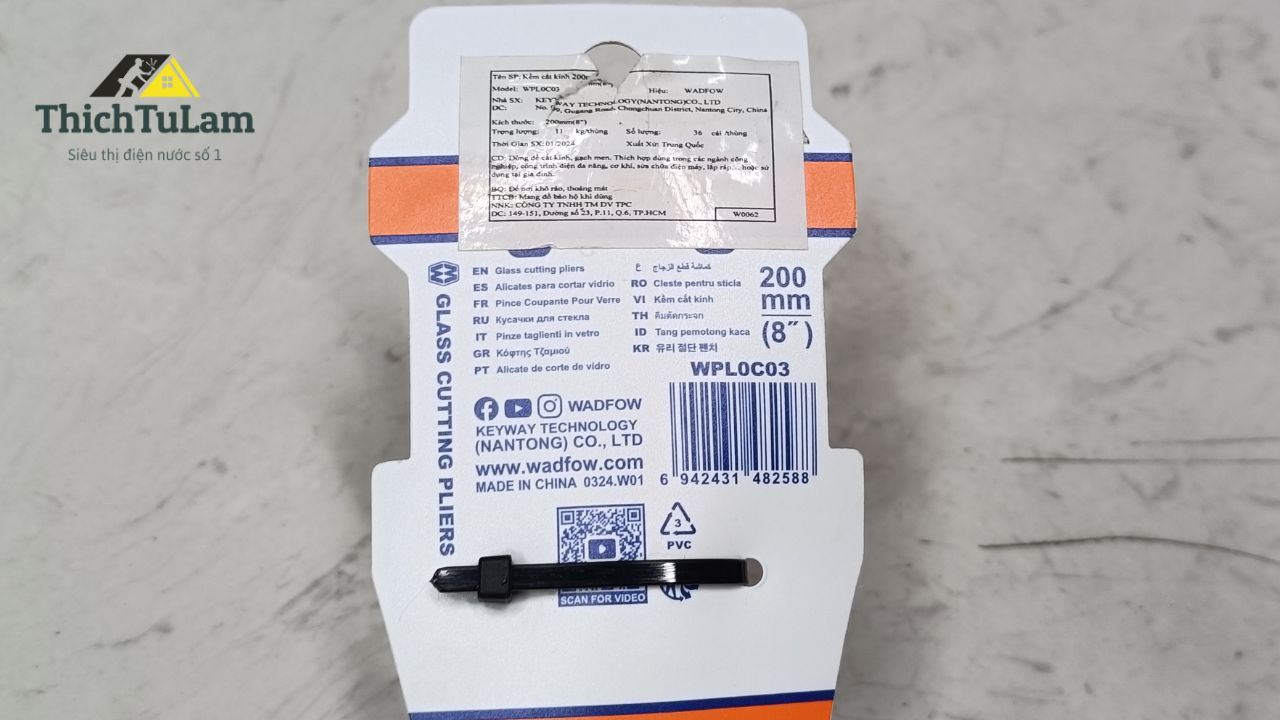 ThichTuLam
Siêu thị điện nước số 1
Tên SP: Kềm cắt kính
Model: WPL0C03 Hiệu: WADFOW
Nhà SX: KEYWAY TECHNOLOGY(NANTONG)CO., LTD
DC: No. Gugang Road, Chongchuan District, Nantong City, China
Kích thước: 200mm(8")
Trọng lượng: 11 kg/thùng Số lượng: 36 cái /thùng
Thời Gian SX:01/2024 Xuất Xứ: Trung Quốc
CD: Dùng để cắt kính, gạch men. Thích hợp dùng trong các ngành công
nghiệp, công trình điện đa năng, cơ khí, sửa chữa điện máy, lắp ráp, hoặc sử
dụng tại gia đình.
BQ: Để nơi khô ráo, thoáng mát
TTCB: Mang đồ bảo hộ khi dùng
NNK: CÔNG TY TNHH TM DV TPC
DC: 149-151, Đường số 23, P.11, Q.6, TP.HCM W0062
GLASS CUTTING PLIERS
EN Glass cutting pliers
ES Alicates para cortar vidrio
FR Pince Coupante Pour Verre
RU Кусачки для стекла
IT Pinze taglienti in vetro
GR Κόφτης Τζαμιού
PT Alicate de corte de vidro
ع كماشة قطع الزجاج
RO Cleste pentru sticla
VI Kềm cắt kính
TH คีมตัดกระจก
ID Tang pemotong kaca
KR 유리 절단 펜치
200
mm
(8″)
WPL0C03
6 942431 482588
WADFOW
KEYWAY TECHNOLOGY
(NANTONG) CO., LTD
www.wadfow.com
MADE IN CHINA 0324.W01
3
PVC
SCAN FOR VIDEO